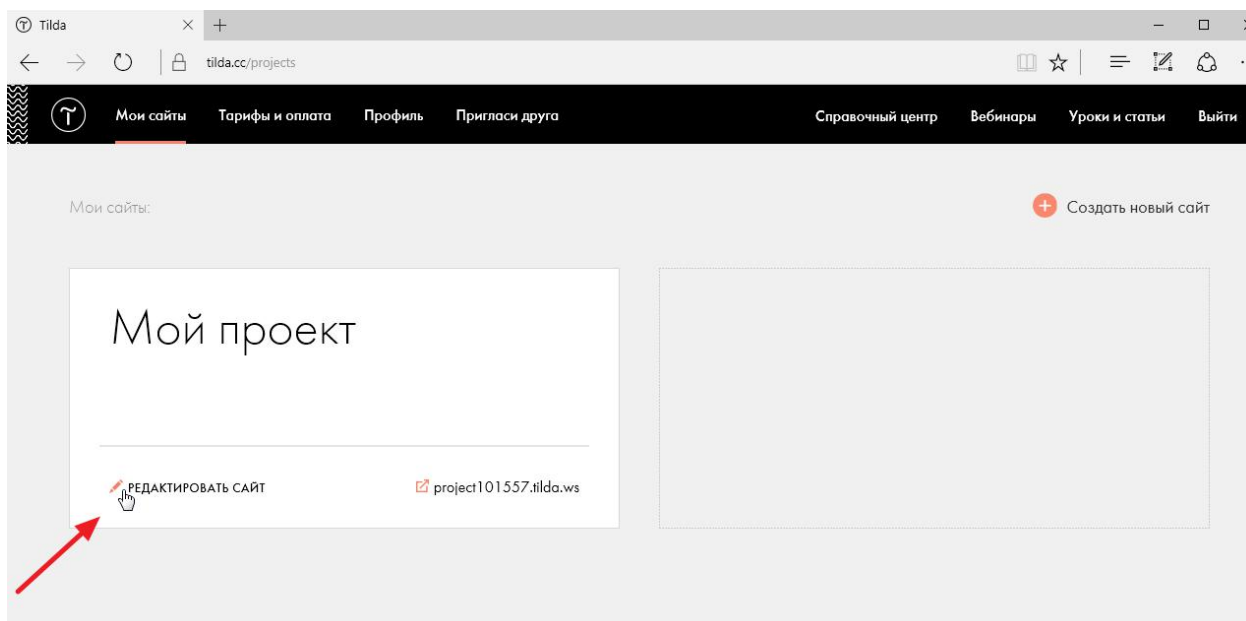 Tilda
tilda.cc/projects
Мои сайты Тарифы и оплата Профиль Пригласи друга Справочный центр Вебинары Уроки и статьи Выйти
Мои сайты: Создать новый сайт
Мой проект
РЕДАКТИРОВАТЬ САЙТ project101557.tilda.ws